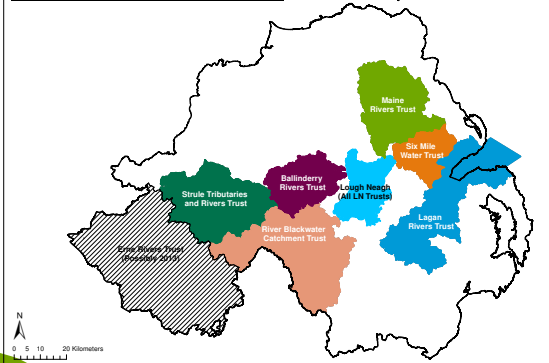 Maine
Rivers Trust
Six Mile
Water Trust
Ballinderry
Rivers Trust
Lough Neagh
(All LN Trusts)
Strule Tributaries
and Rivers Trust
Lagan
Rivers Trust
River Blackwater
Catchment Trust
Erne Rivers Trust
(Possibly 2013)
N
0 5 10 20 Kilometers